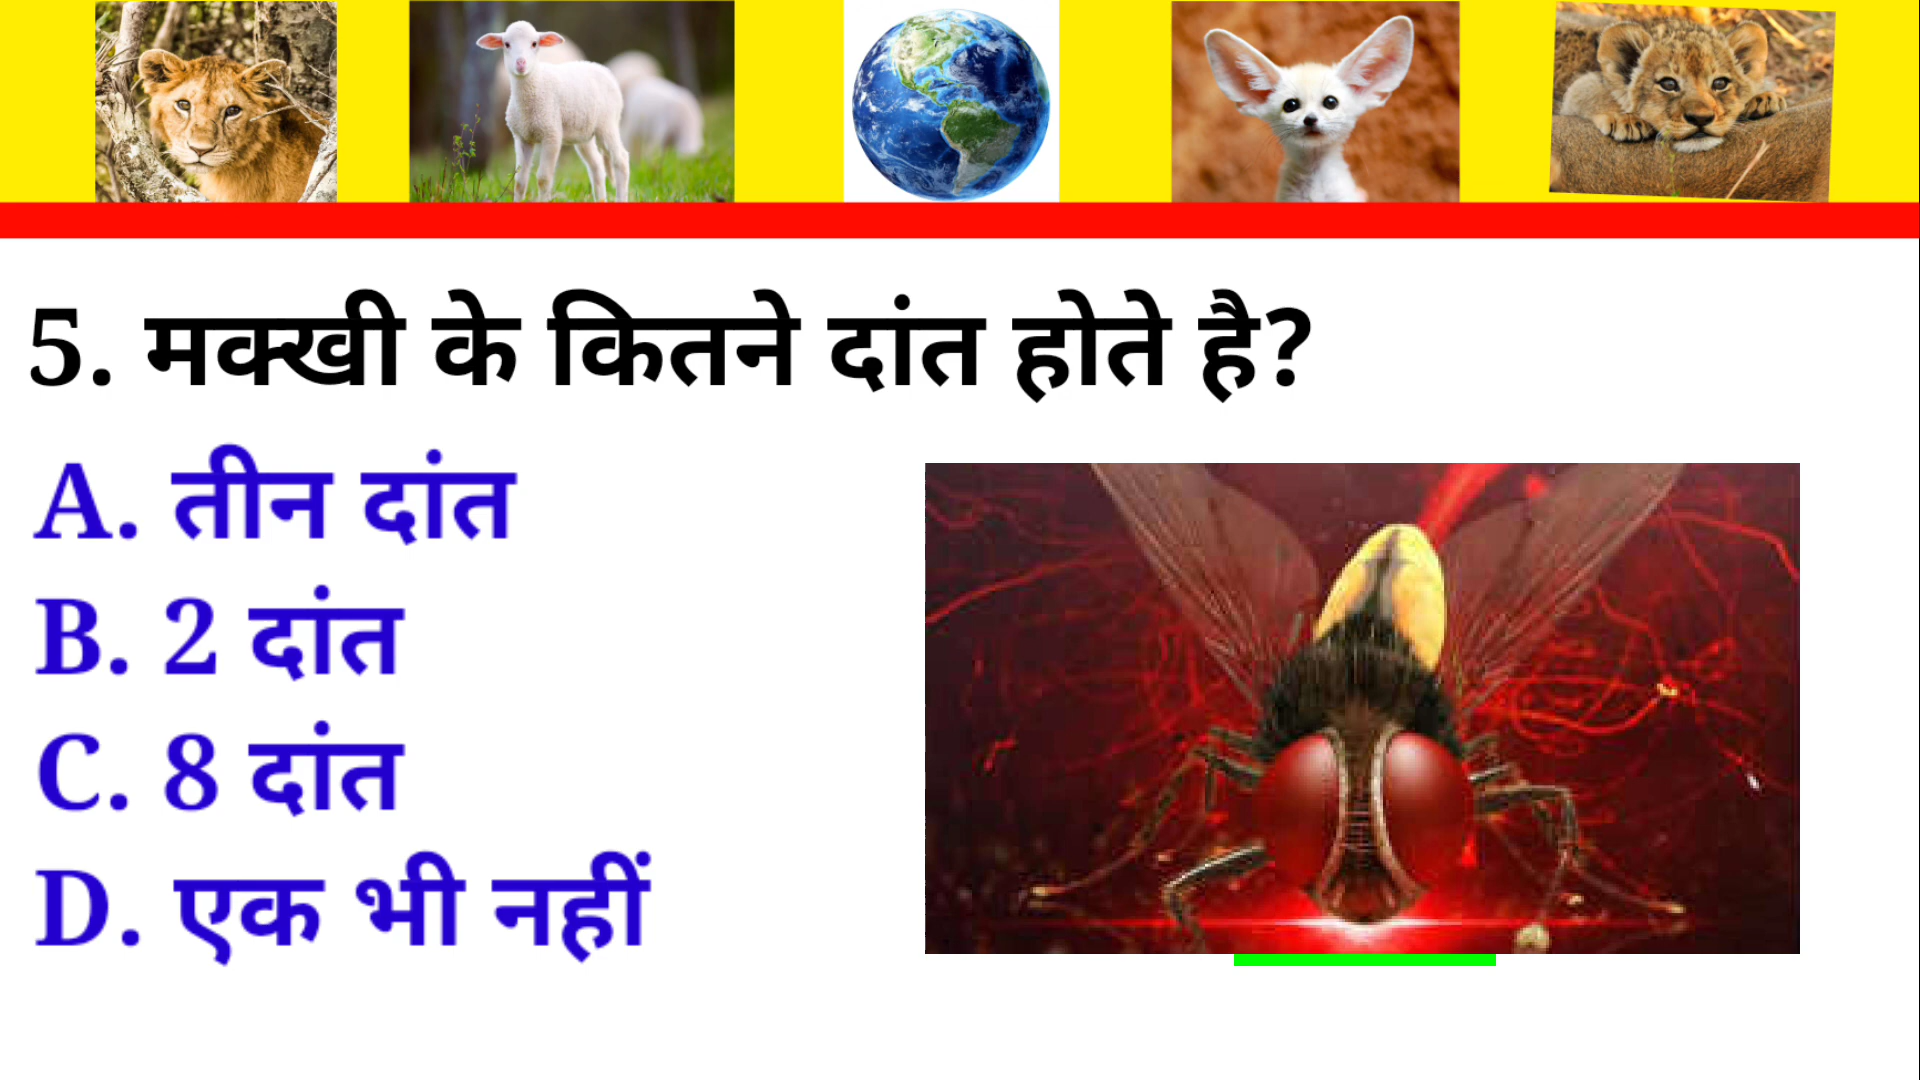 5. मक्खी के कितने दांत होते है?
A. तीन दांत
B. 2 दांत
C. 8 दांत
D. एक भी नहीं